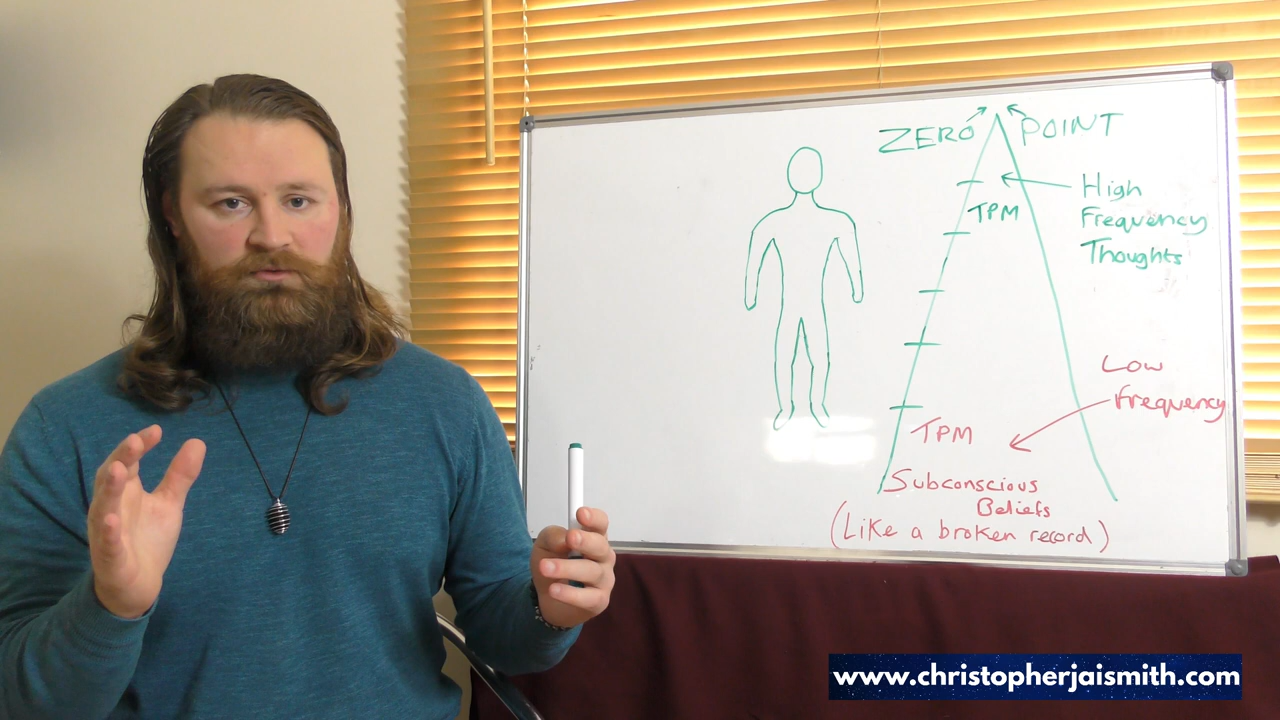 ZERO POINT
High
Frequency
Thoughts
TPM
Low
frequency
TPM
Subconscious
Beliefs
(Like a broken record)
www.christopherjaismith.com